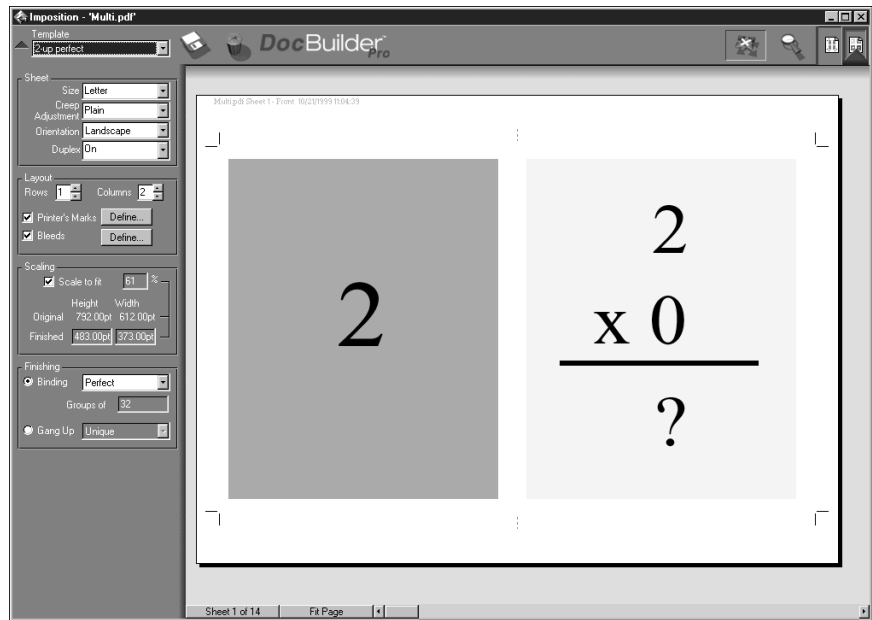 Imposition - 'Multi.pdf'
Template
2-up perfect
DocBuilder Pro™
Sheet
Size Letter
Creep Adjustment Plain
Orientation Landscape
Duplex On
Layout
Rows 1 Columns 2
Printer's Marks Define...
Bleeds Define...
Scaling
Scale to fit 61 %
Height Width
Original 792.00pt 612.00pt
Finished 483.00pt 373.00pt
Finishing
Binding Perfect
Groups of 32
Gang Up Unique
Multi.pdf Sheet 1 - Front 10/21/1999 11:04:39
2
2
x 0
?
Sheet 1 of 14 Fit Page